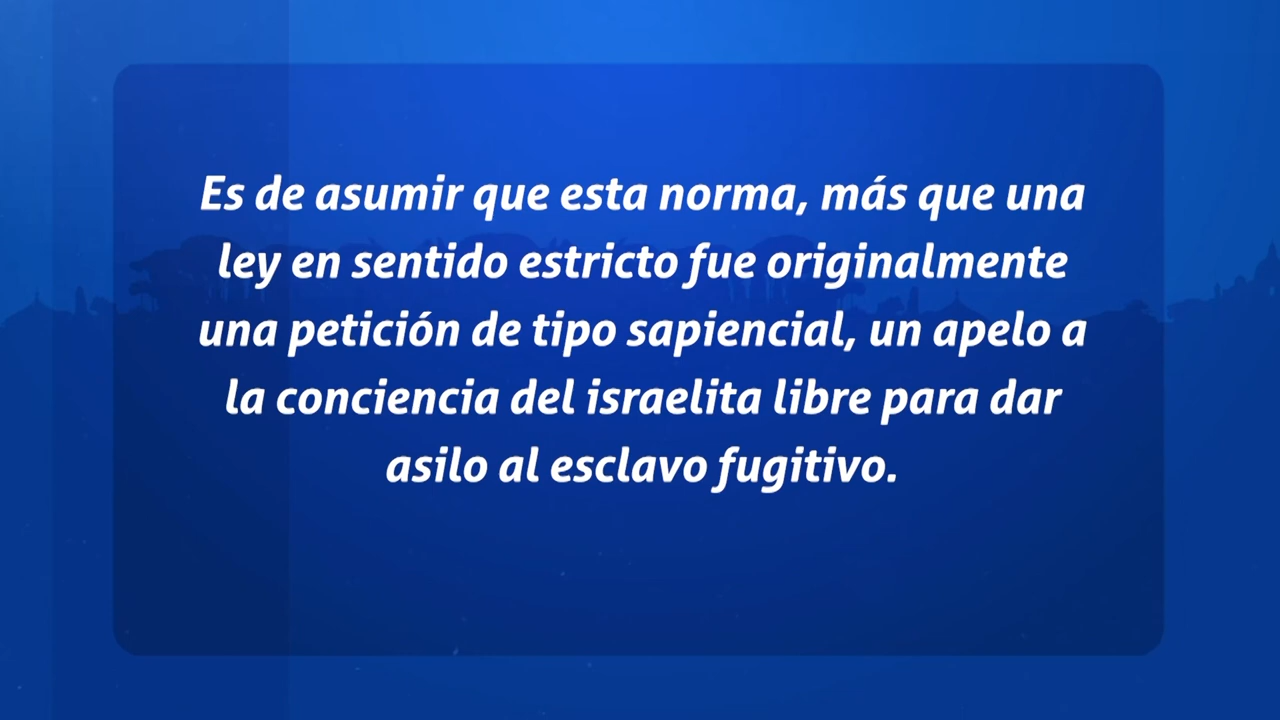 Es de asumir que esta norma, más que una
ley en sentido estricto fue originalmente
una petición de tipo sapiencial, un apelo a
la conciencia del israelita libre para dar
asilo al esclavo fugitivo.